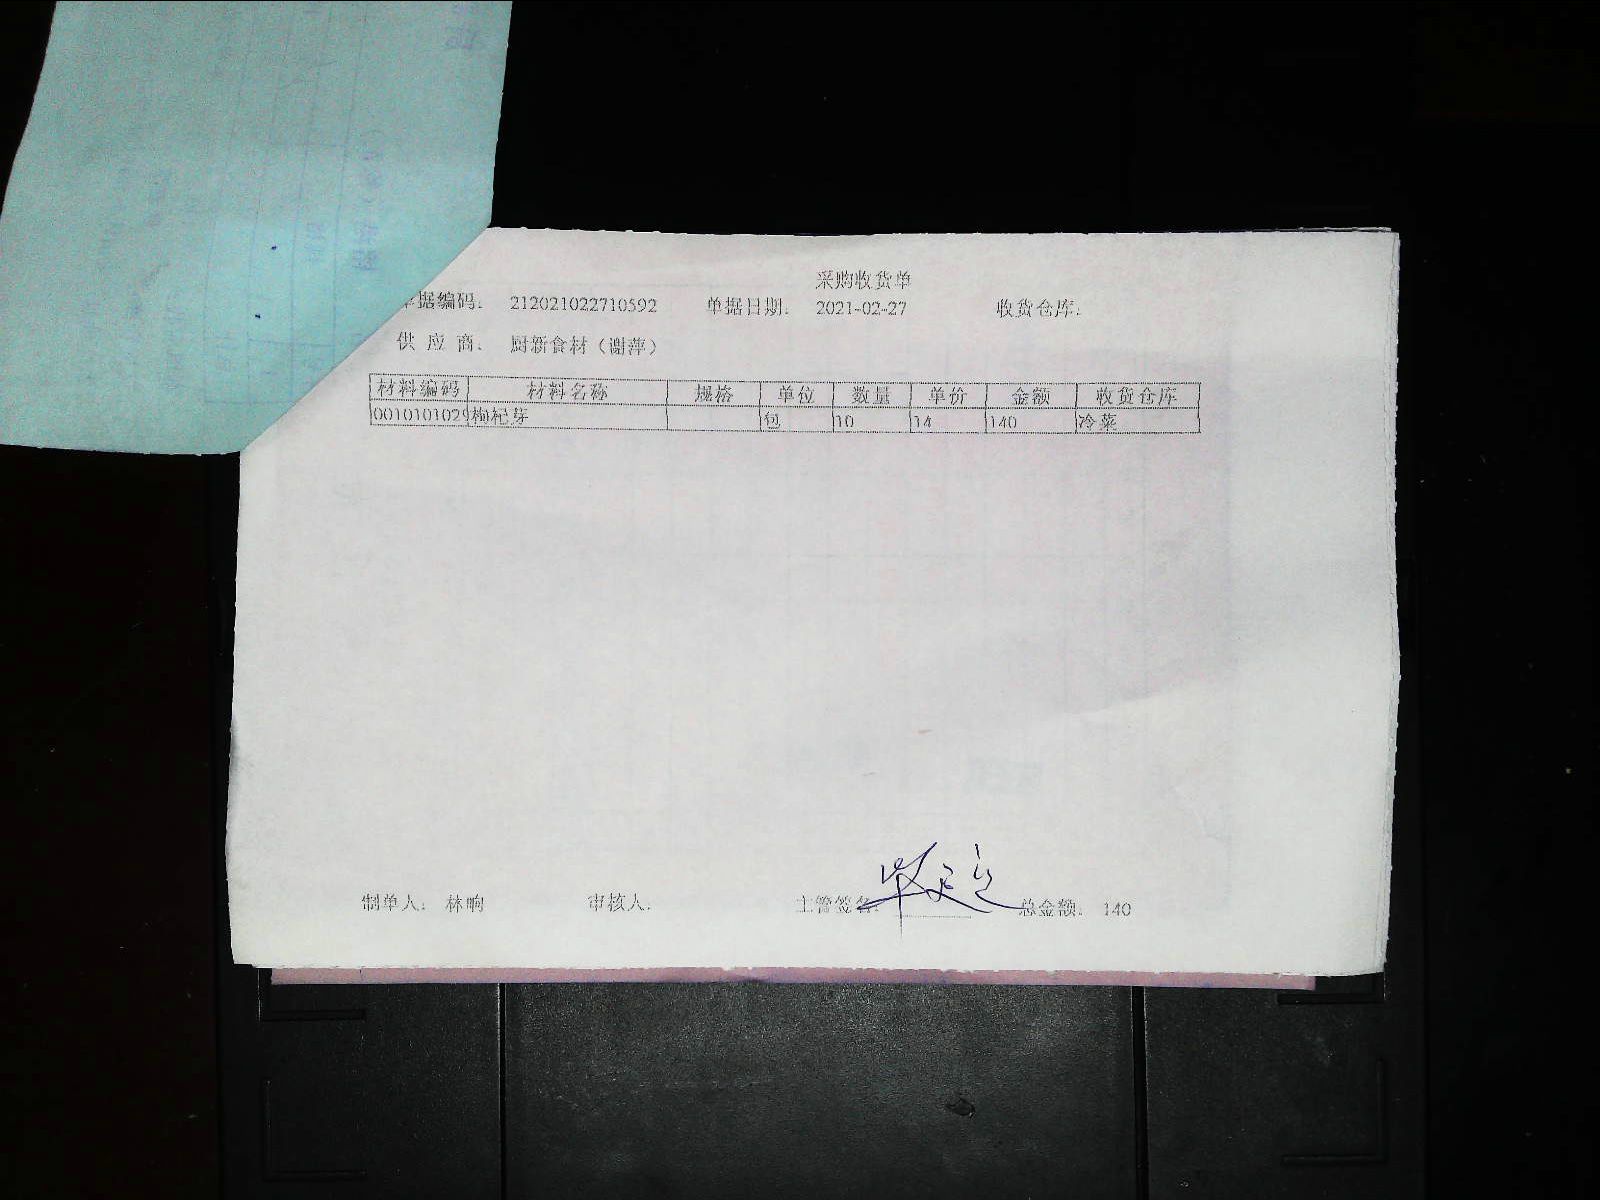 采购收货单
单据编码： 212021022710592 单据日期： 2021-02-27 收货仓库：
供 应 商： 厨新食材（谢萍）
材料编码 材料名称 规格 单位 数量 单价 金额 收货仓库
0010101029 枸杞芽 包 10 14 140 冷菜
制单人： 林响 审核人： 主管签名： 总金额： 140